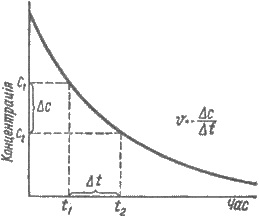 Концентрація
C₁
Δc
C₂
v=-Δc/Δt
Δt
t₁
t₂
Час